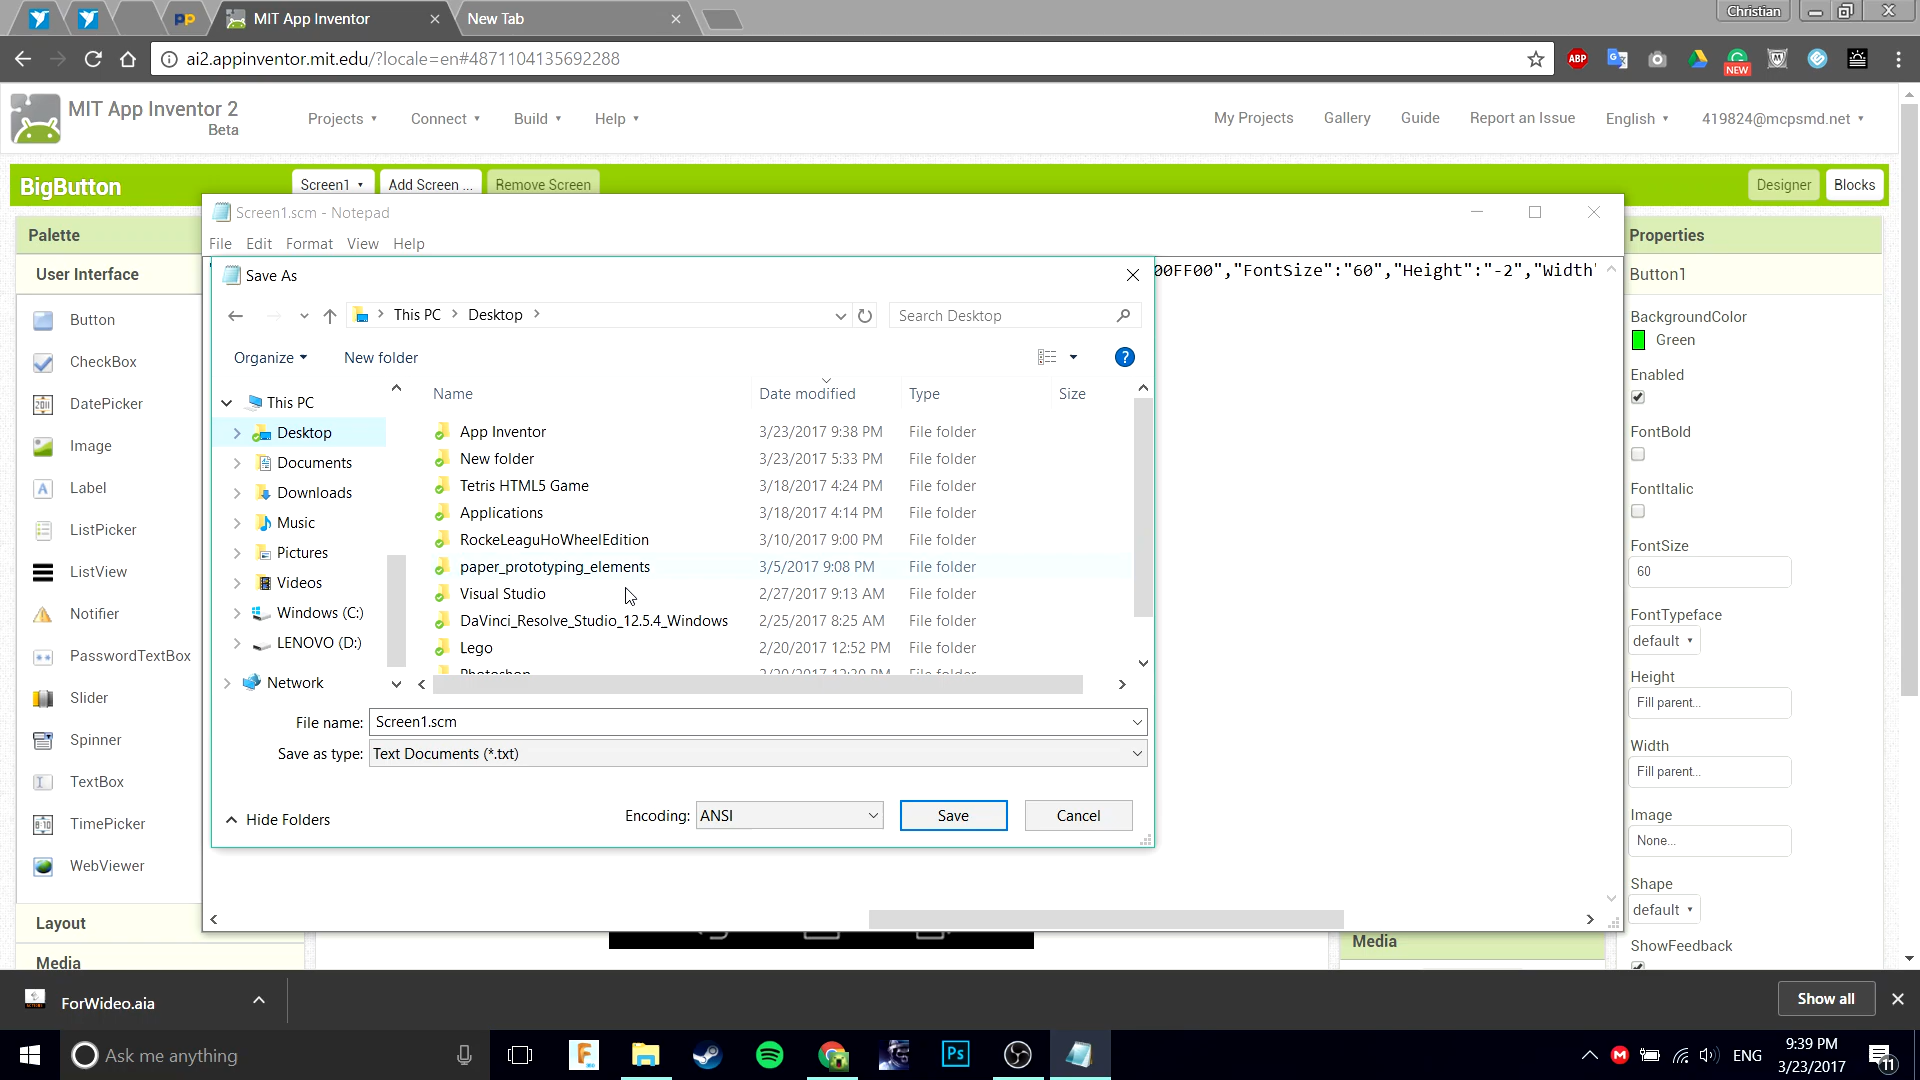 MIT App Inventor
New Tab
Christian
ai2.appinventor.mit.edu/?locale=en#4871104135692288
ABP
NEW
MIT App Inventor 2
Beta
Projects
Connect
Build
Help
My Projects
Gallery
Guide
Report an Issue
English
419824@mcpsmd.net
BigButton
Screen1
Add Screen ...
Remove Screen
Designer
Blocks
Palette
User Interface
Button
CheckBox
DatePicker
Image
Label
ListPicker
ListView
Notifier
PasswordTextBox
Slider
Spinner
TextBox
TimePicker
WebViewer
Layout
Media
Screen1.scm - Notepad
File Edit Format View Help
00FF00","FontSize":"60","Height":"-2","Width'
Save As
This PC
Desktop
Search Desktop
Organize
New folder
Name
Date modified
Type
Size
This PC
Desktop
Documents
Downloads
Music
Pictures
Videos
Windows (C:)
LENOVO (D:)
Network
App Inventor 3/23/2017 9:38 PM File folder
New folder 3/23/2017 5:33 PM File folder
Tetris HTML5 Game 3/18/2017 4:24 PM File folder
Applications 3/18/2017 4:14 PM File folder
RockeLeaguHoWheelEdition 3/10/2017 9:00 PM File folder
paper_prototyping_elements 3/5/2017 9:08 PM File folder
Visual Studio 2/27/2017 9:13 AM File folder
DaVinci_Resolve_Studio_12.5.4_Windows 2/25/2017 8:25 AM File folder
Lego 2/20/2017 12:52 PM File folder
File name: Screen1.scm
Save as type: Text Documents (*.txt)
Hide Folders
Encoding: ANSI
Save
Cancel
Media
Properties
Button1
BackgroundColor
Green
Enabled
FontBold
FontItalic
FontSize
60
FontTypeface
default
Height
Fill parent...
Width
Fill parent...
Image
None...
Shape
default
ShowFeedback
ForWideo.aia
Show all
Ask me anything
Ps
ENG
9:39 PM
3/23/2017
11